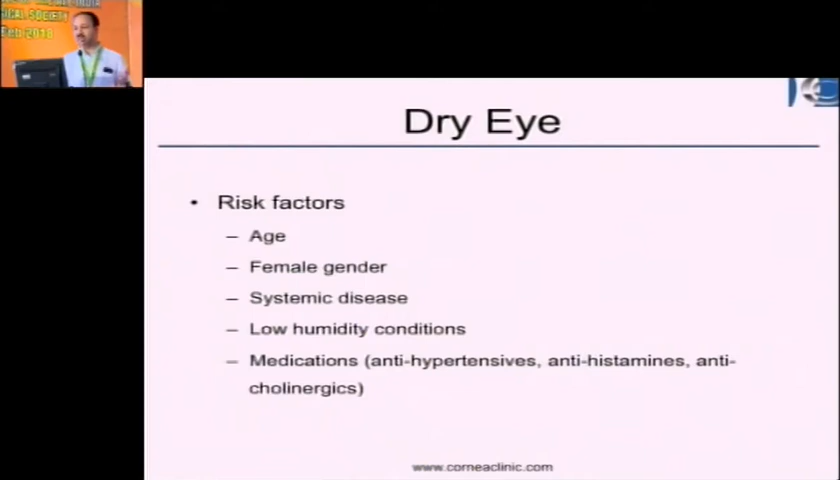 SOCIETY
Feb 2018
Dry Eye
• Risk factors
– Age
– Female gender
– Systemic disease
– Low humidity conditions
– Medications (anti-hypertensives, anti-histamines, anti-
cholinergics)
www.corneaclinic.com